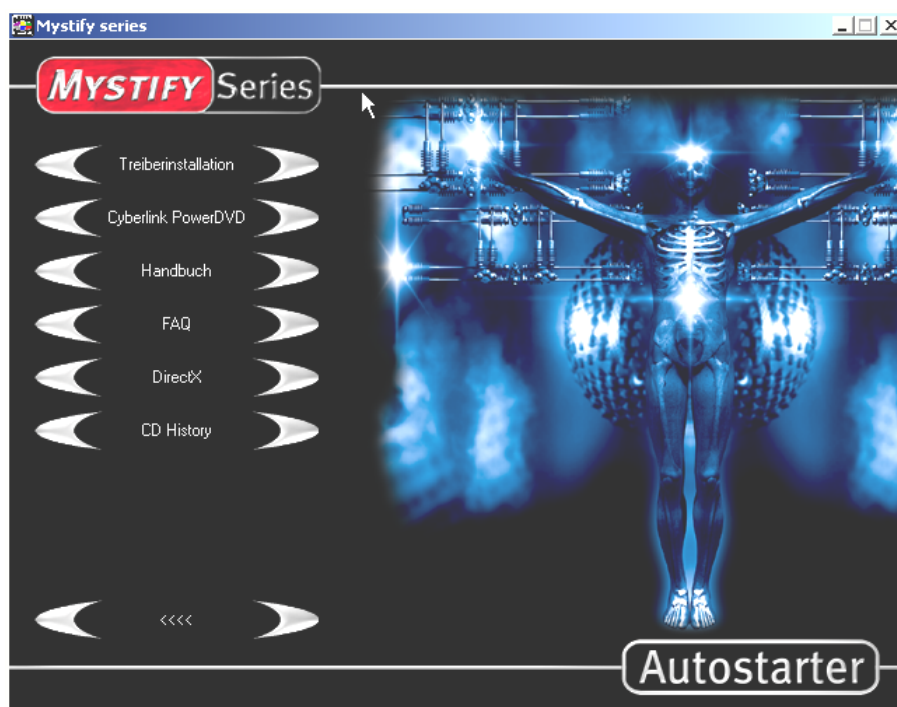 Mystify series
MYSTIFY Series
Treiberinstallation
Cyberlink PowerDVD
Handbuch
FAQ
DirectX
CD History
<<<<
Autostarter